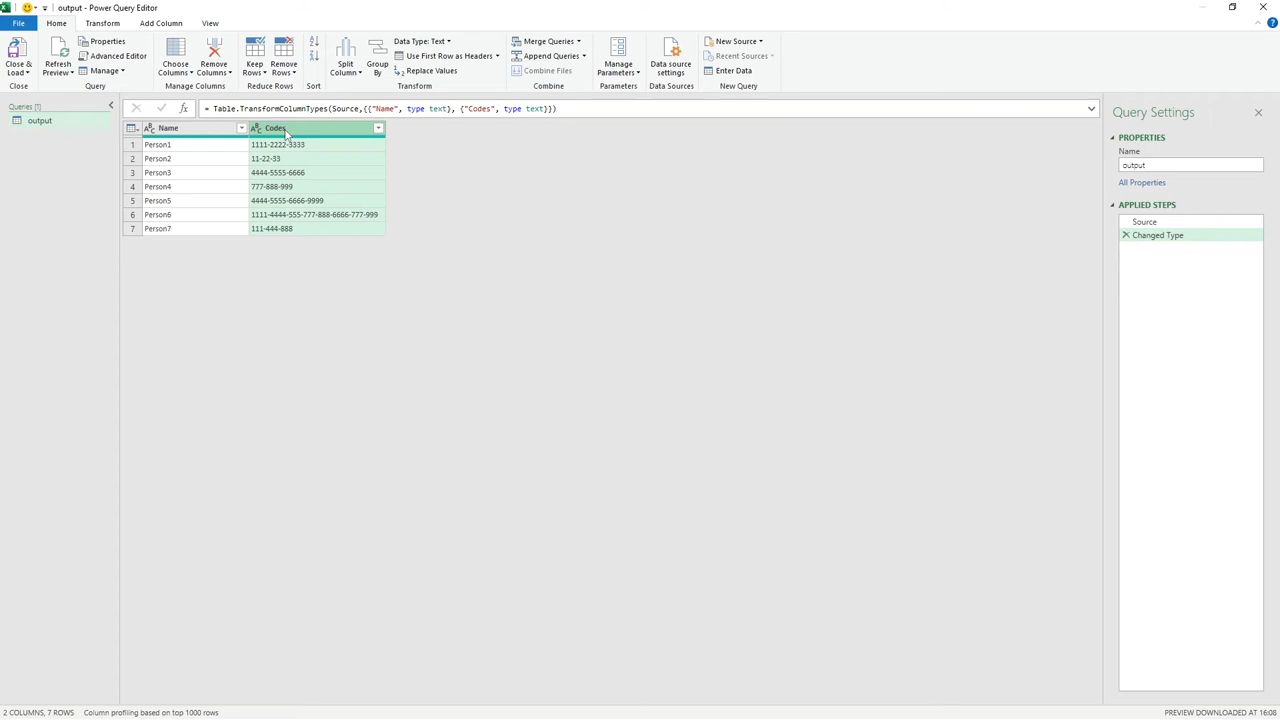 output - Power Query Editor
File
Home
Transform
Add Column
View
Close & Load
Close
Refresh Preview
Properties
Advanced Editor
Manage
Query
Choose Columns
Remove Columns
Manage Columns
Keep Rows
Remove Rows
Reduce Rows
Sort
Split Column
Group By
Data Type: Text
Use First Row as Headers
Replace Values
Transform
Merge Queries
Append Queries
Combine Files
Combine
Manage Parameters
Parameters
Data source settings
Data Sources
New Source
Recent Sources
Enter Data
New Query
Queries [1]
output
= Table.TransformColumnTypes(Source,{{"Name", type text}, {"Codes", type text}})
Name Codes
1 Person1 1111-2222-3333
2 Person2 11-22-33
3 Person3 4444-5555-6666
4 Person4 777-888-999
5 Person5 4444-5555-6666-9999
6 Person6 1111-4444-555-777-888-6666-777-999
7 Person7 111-444-888
Query Settings
PROPERTIES
Name
output
All Properties
APPLIED STEPS
Source
Changed Type
2 COLUMNS, 7 ROWS Column profiling based on top 1000 rows
PREVIEW DOWNLOADED AT 16:08